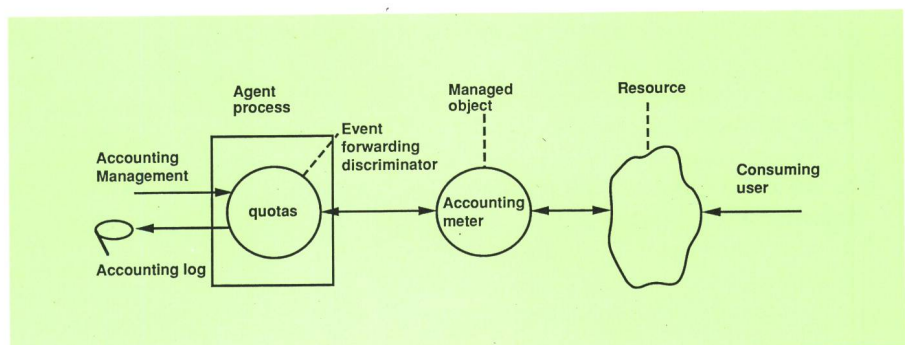 Agent
process
Managed
object
Resource
Event
forwarding
discriminator
Accounting
Management
Consuming
user
quotas
Accounting
meter
Accounting log